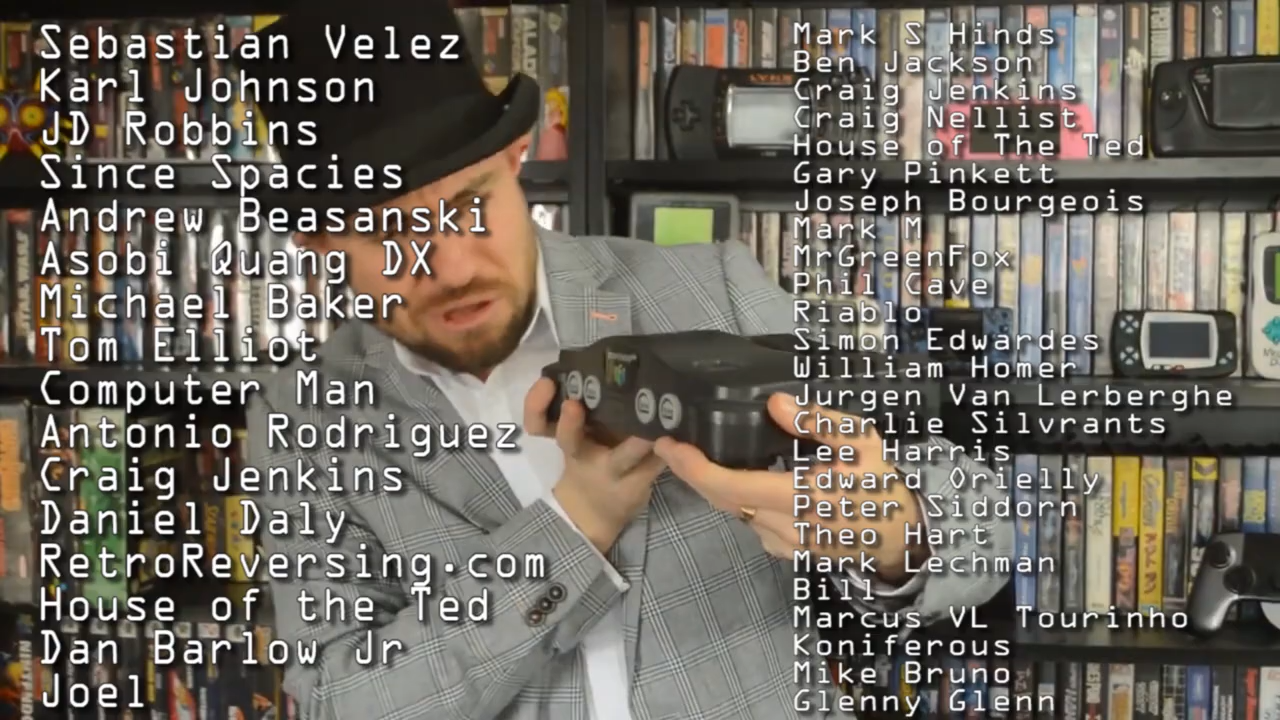 Sebastian Velez
Karl Johnson
JD Robbins
Since Spacies
Andrew Beasanski
Asobi Quang DX
Michael Baker
Tom Elliot
Computer Man
Antonio Rodriguez
Craig Jenkins
Daniel Daly
RetroReversing.com
House of the Ted
Dan Barlow Jr
Joel
Mark S Hinds
Ben Jackson
Craig Jenkins
Craig Nellist
House of The Ted
Gary Pinkett
Joseph Bourgeois
Mark M
MrGreenFox
Phil Cave
Riablo
Simon Edwardes
William Homer
Jurgen Van Lerberghe
Charlie Silvrants
Lee Harris
Edward Orielly
Peter Siddorn
Theo Hart
Mark Lechman
Bill
Marcus VL Tourinho
Koniferous
Mike Bruno
Glenny Glenn